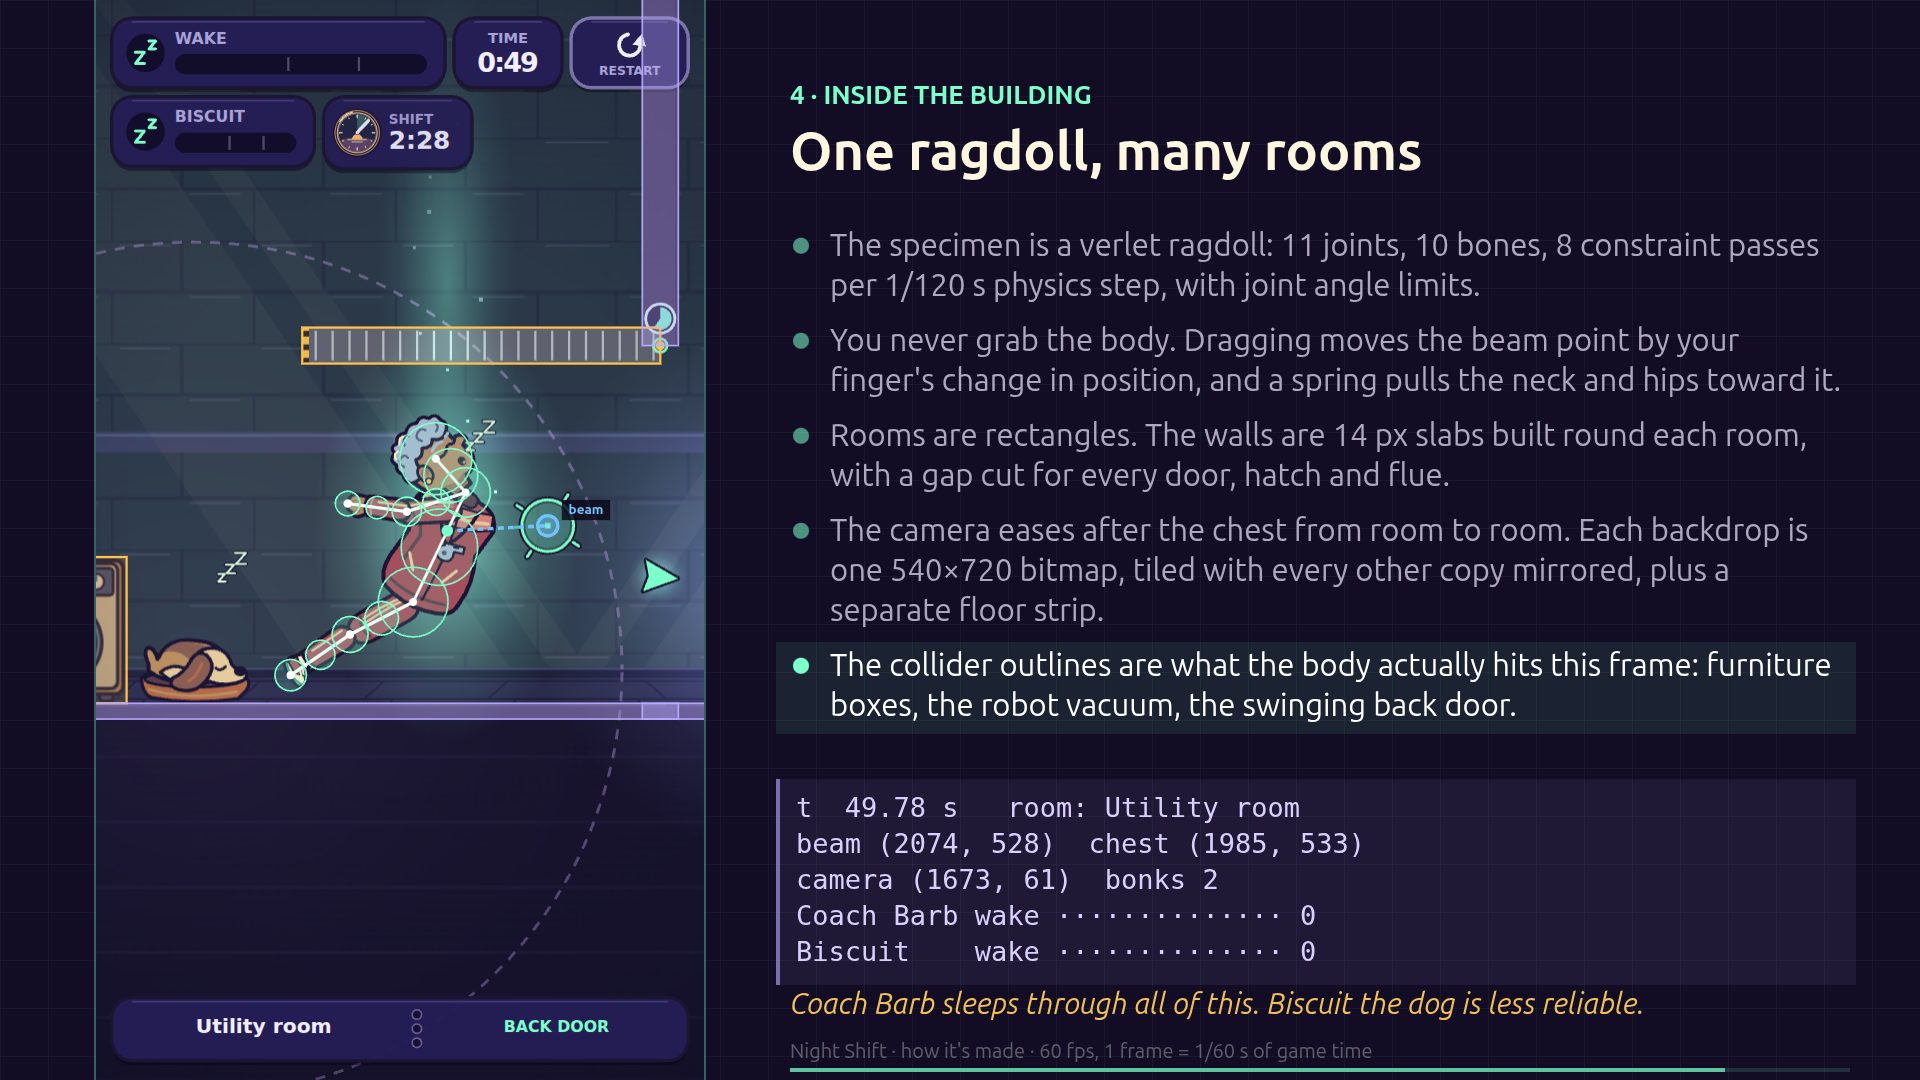 WAKE
TIME
0:49
RESTART
BISCUIT
SHIFT
2:28
beam
Utility room
BACK DOOR
4 · INSIDE THE BUILDING
One ragdoll, many rooms
The specimen is a verlet ragdoll: 11 joints, 10 bones, 8 constraint passes
per 1/120 s physics step, with joint angle limits.
You never grab the body. Dragging moves the beam point by your
finger's change in position, and a spring pulls the neck and hips toward it.
Rooms are rectangles. The walls are 14 px slabs built round each room,
with a gap cut for every door, hatch and flue.
The camera eases after the chest from room to room. Each backdrop is
one 540×720 bitmap, tiled with every other copy mirrored, plus a
separate floor strip.
The collider outlines are what the body actually hits this frame: furniture
boxes, the robot vacuum, the swinging back door.
t 49.78 s room: Utility room
beam (2074, 528) chest (1985, 533)
camera (1673, 61) bonks 2
Coach Barb wake ·············· 0
Biscuit wake ·············· 0
Coach Barb sleeps through all of this. Biscuit the dog is less reliable.
Night Shift · how it's made · 60 fps, 1 frame = 1/60 s of game time